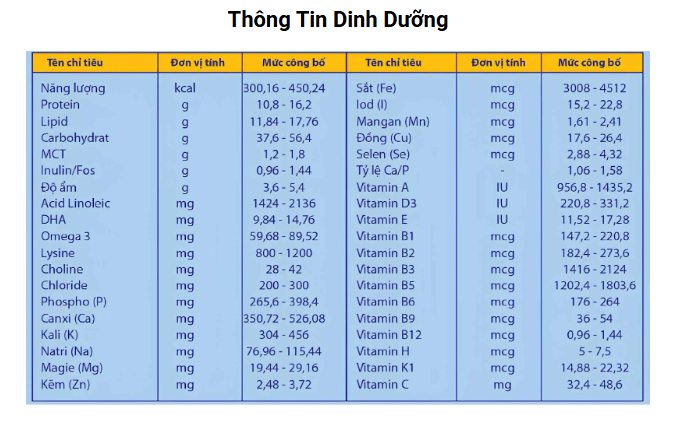 Thông Tin Dinh Dưỡng
Tên chỉ tiêu Đơn vị tính Mức công bố Tên chỉ tiêu Đơn vị tính Mức công bố
Năng lượng kcal 300,16 - 450,24 Sắt (Fe) mcg 3008 - 4512
Protein g 10,8 - 16,2 Iod (I) mcg 15,2 - 22,8
Lipid g 11,84 - 17,76 Mangan (Mn) mcg 1,61 - 2,41
Carbohydrat g 37,6 - 56,4 Đồng (Cu) mcg 17,6 - 26,4
MCT g 1,2 - 1,8 Selen (Se) mcg 2,88 - 4,32
Inulin/Fos g 0,96 - 1,44 Tỷ lệ Ca/P - 1,06 - 1,58
Độ ẩm g 3,6 - 5,4 Vitamin A IU 956,8 - 1435,2
Acid Linoleic mg 1424 - 2136 Vitamin D3 IU 220,8 - 331,2
DHA mg 9,84 - 14,76 Vitamin E IU 11,52 - 17,28
Omega 3 mg 59,68 - 89,52 Vitamin B1 mcg 147,2 - 220,8
Lysine mg 800 - 1200 Vitamin B2 mcg 182,4 - 273,6
Choline mg 28 - 42 Vitamin B3 mcg 1416 - 2124
Chloride mg 200 - 300 Vitamin B5 mcg 1202,4 - 1803,6
Phospho (P) mg 265,6 - 398,4 Vitamin B6 mcg 176 - 264
Canxi (Ca) mg 350,72 - 526,08 Vitamin B9 mcg 36 - 54
Kali (K) mg 304 - 456 Vitamin B12 mcg 0,96 - 1,44
Natri (Na) mg 76,96 - 115,44 Vitamin H mcg 5 - 7,5
Magie (Mg) mg 19,44 - 29,16 Vitamin K1 mcg 14,88 - 22,32
Kẽm (Zn) mg 2,48 - 3,72 Vitamin C mg 32,4 - 48,6